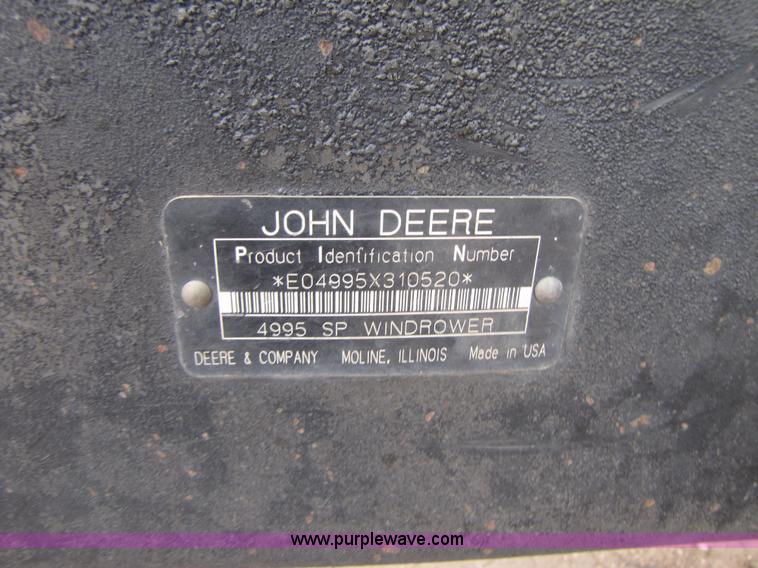 JOHN DEERE
Product Identification Number
*E04995X310520*
4995 SP WINDROWER
DEERE & COMPANY MOLINE, ILLINOIS Made in USA
www.purplewave.com